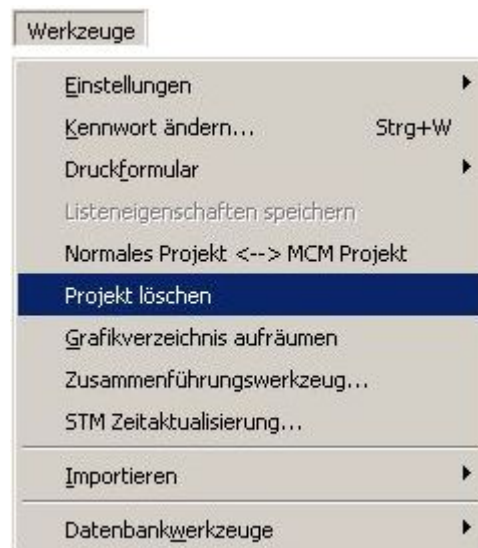 Werkzeuge
Einstellungen
Kennwort ändern... Strg+W
Druckformular
Listeneigenschaften speichern
Normales Projekt <--> MCM Projekt
Projekt löschen
Grafikverzeichnis aufräumen
Zusammenführungswerkzeug...
STM Zeitaktualisierung...
Importieren
Datenbankwerkzeuge